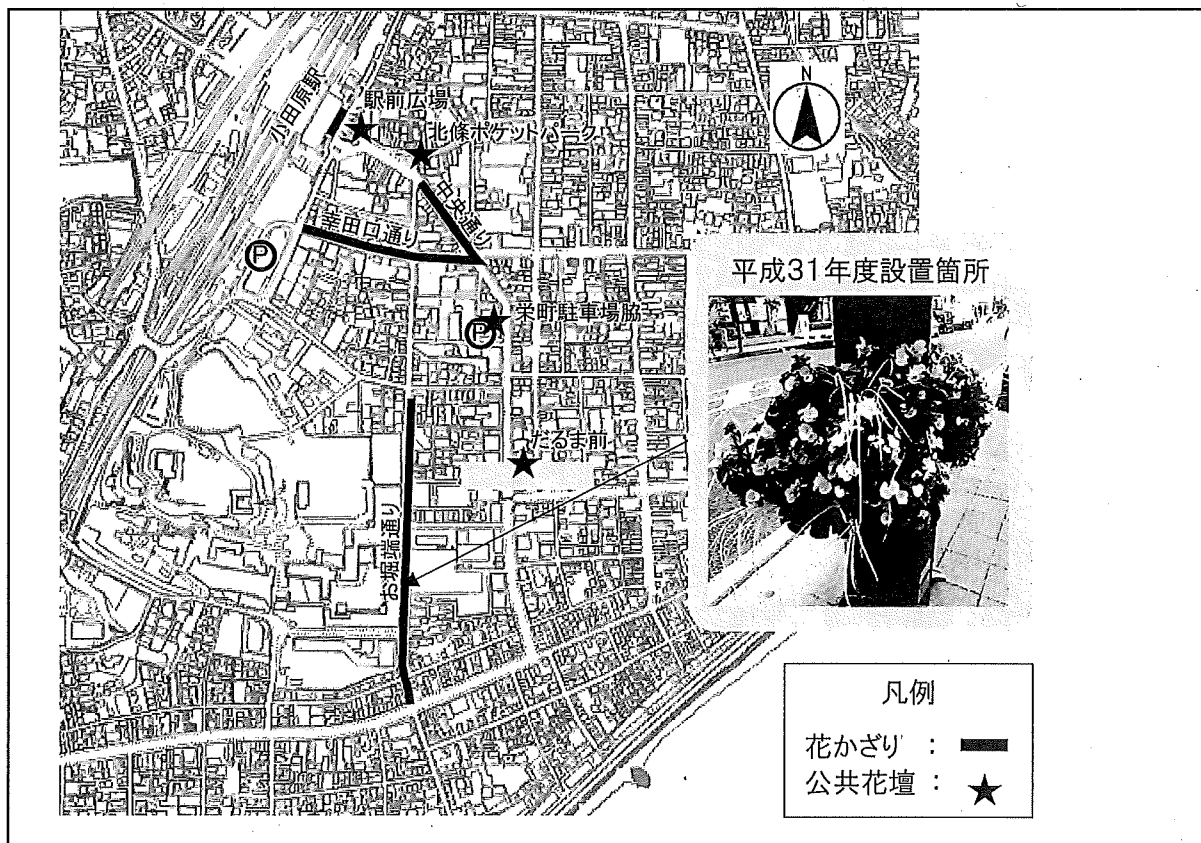 N
小田原駅
駅前広場
北條ポケットパーク
中央通り
幸田口通り
P
平成31年度設置箇所
栄町駐車場脇
P
だるま前
お堀端通り
凡例
花かざり :
公共花壇 :